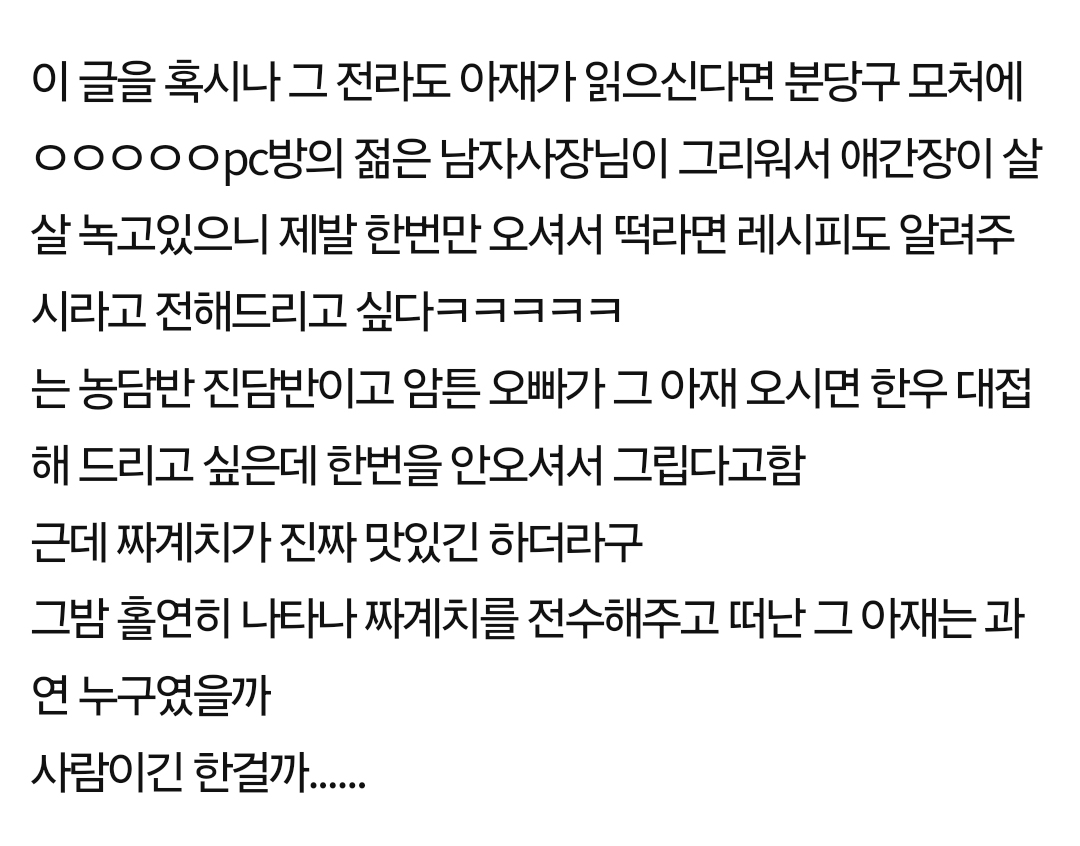 이 글을 혹시나 그 전라도 아재가 읽으신다면 분당구 모처에
ㅇㅇㅇㅇㅇpc방의 젊은 남자사장님이 그리워서 애간장이 살
살 녹고있으니 제발 한번만 오셔서 떡라면 레시피도 알려주
시라고 전해드리고 싶다ㅋㅋㅋㅋㅋ
는 농담반 진담반이고 암튼 오빠가 그 아재 오시면 한우 대접
해 드리고 싶은데 한번을 안오셔서 그립다고함
근데 짜계치가 진짜 맛있긴 하더라구
그밤 홀연히 나타나 짜계치를 전수해주고 떠난 그 아재는 과
연 누구였을까
사람이긴 한걸까......